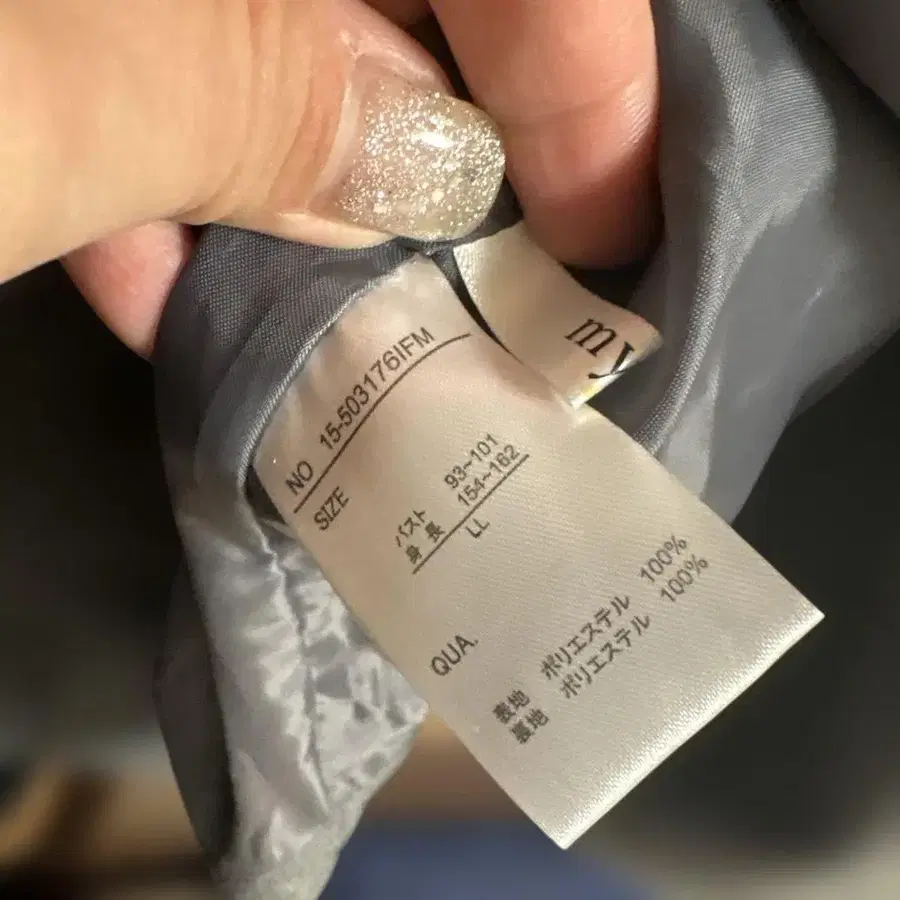 NO 15-503176IFM
SIZE
バスト 93~101
身長 154~162
LL
QUA.
表地 ポリエステル 100%
裏地 ポリエステル 100%
my